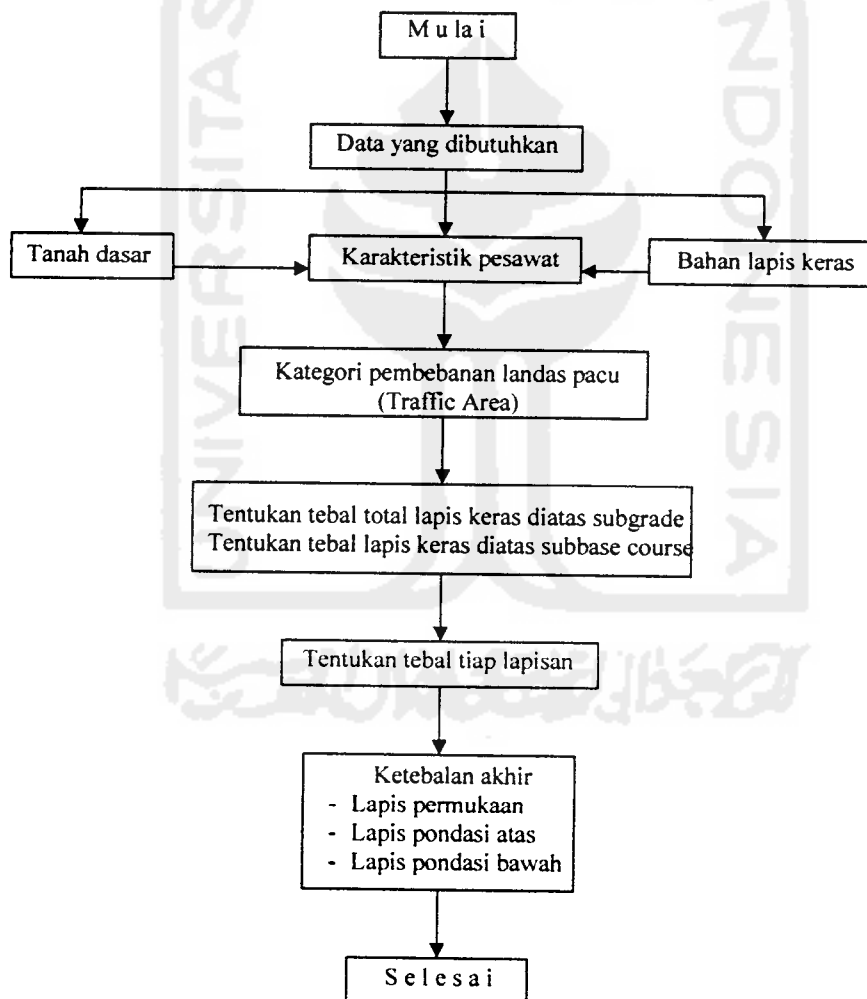 M u l a i
Data yang dibutuhkan
Tanah dasar
Karakteristik pesawat
Bahan lapis keras
Kategori pembebanan landas pacu
(Traffic Area)
Tentukan tebal total lapis keras diatas subgrade
Tentukan tebal lapis keras diatas subbase course
Tentukan tebal tiap lapisan
Ketebalan akhir
- Lapis permukaan
- Lapis pondasi atas
- Lapis pondasi bawah
S e l e s a i
UNIVERSITAS
INDONESIA